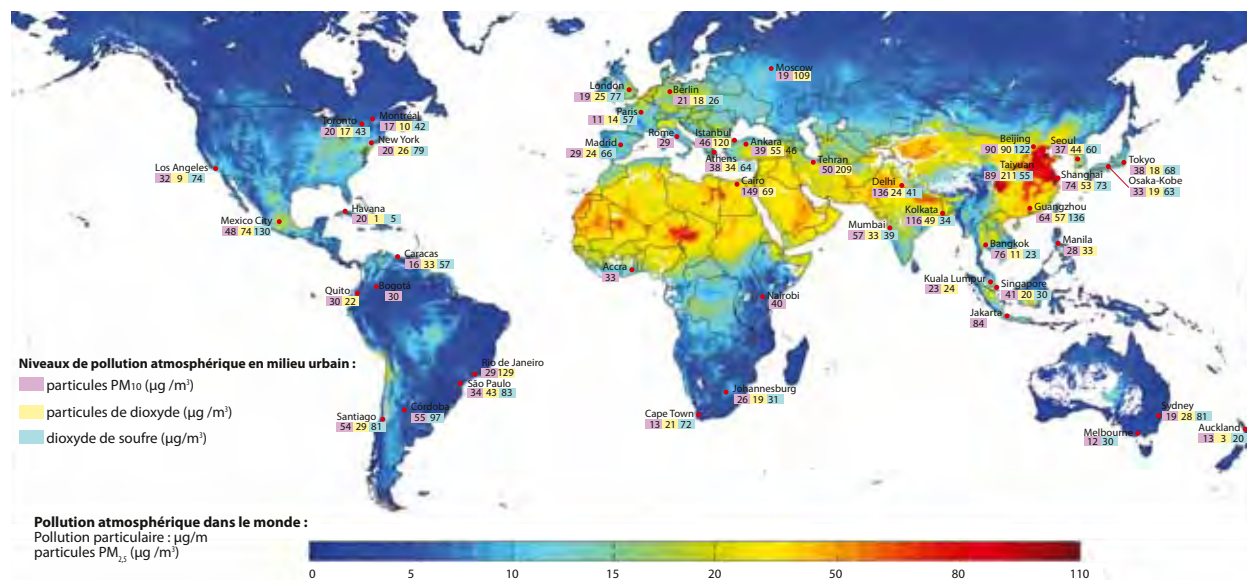 Moscow
19 109
London
19 25 77
Berlin
21 18 26
Paris
11 14 57
Montréal
17 10 42
Toronto
20 17 43
New York
20 26 79
Madrid
29 24 66
Rome
29
Istanbul
46 120
Ankara
39 55 46
Athens
38 34 64
Tehran
50 209
Beijing
90 90 122
Seoul
37 44 60
Tokyo
38 18 68
Taiyuan
89 211 55
Shanghai
74 53 73
Osaka-Kobe
33 19 63
Los Angeles
32 9 74
Cairo
149 69
Delhi
136 24 41
Kolkata
116 49 34
Guangzhou
64 57 136
Havana
20 1 5
Mexico City
48 74 130
Mumbai
57 33 39
Bangkok
76 11 23
Manila
28 33
Caracas
16 33 57
Accra
33
Kuala Lumpur
23 24
Singapore
41 20 30
Bogotá
30
Quito
30 22
Nairobi
40
Jakarta
84
Rio de Janeiro
29 129
São Paulo
34 43 83
Johannesburg
26 19 31
Córdoba
55 97
Santiago
54 29 81
Cape Town
13 21 72
Sydney
19 28 81
Melbourne
12 30
Auckland
13 3 20
Niveaux de pollution atmosphérique en milieu urbain :
particules PM10 (µg /m³)
particules de dioxyde (µg /m³)
dioxyde de soufre (µg/m³)
Pollution atmosphérique dans le monde :
Pollution particulaire : µg/m
particules PM2,5 (µg /m³)
0 5 10 15 20 50 80 110